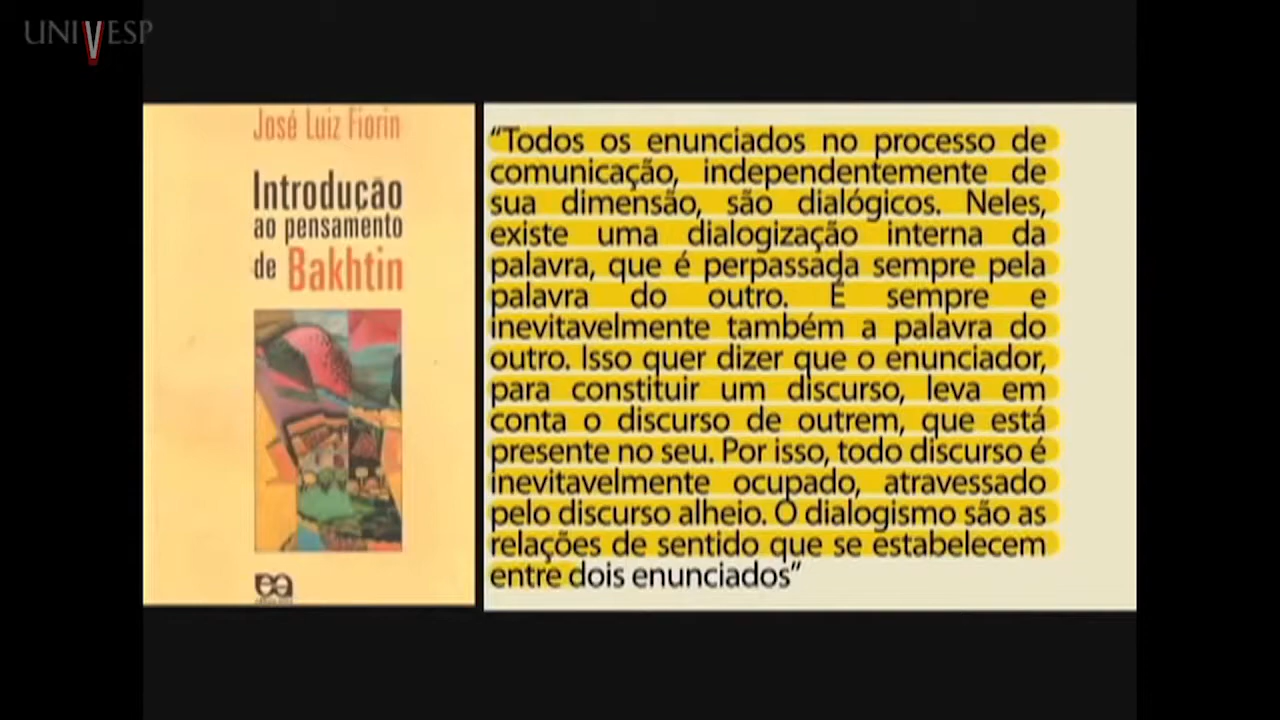 UNIVESP
José Luiz Fiorin
Introdução
ao pensamento
de Bakhtin
“Todos os enunciados no processo de
comunicação, independentemente de
sua dimensão, são dialógicos. Neles,
existe uma dialogização interna da
palavra, que é perpassada sempre pela
palavra do outro. É sempre e
inevitavelmente também a palavra do
outro. Isso quer dizer que o enunciador,
para constituir um discurso, leva em
conta o discurso de outrem, que está
presente no seu. Por isso, todo discurso é
inevitavelmente ocupado, atravessado
pelo discurso alheio. O dialogismo são as
relações de sentido que se estabelecem
entre dois enunciados”